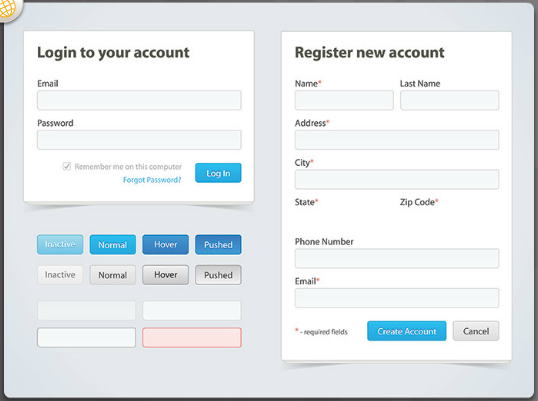 Login to your account
Email
Password
Remember me on this computer
Forgot Password?
Log In
Inactive Normal Hover Pushed
Inactive Normal Hover Pushed
Register new account
Name* Last Name
Address*
City*
State* Zip Code*
Phone Number
Email*
* - required fields
Create Account Cancel